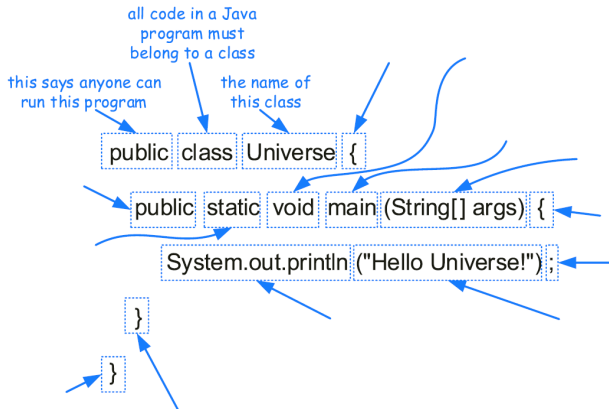 all code in a Java
program must
belong to a class
this says anyone can
run this program
the name of
this class
public class Universe {
public static void main (String[] args) {
System.out.println ("Hello Universe!") ;
}
}